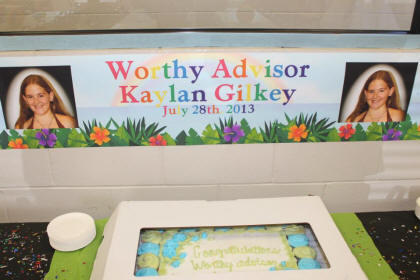 Worthy Advisor
Kaylan Gilkey
July 28th, 2013
Congratulations
Worthy advisor